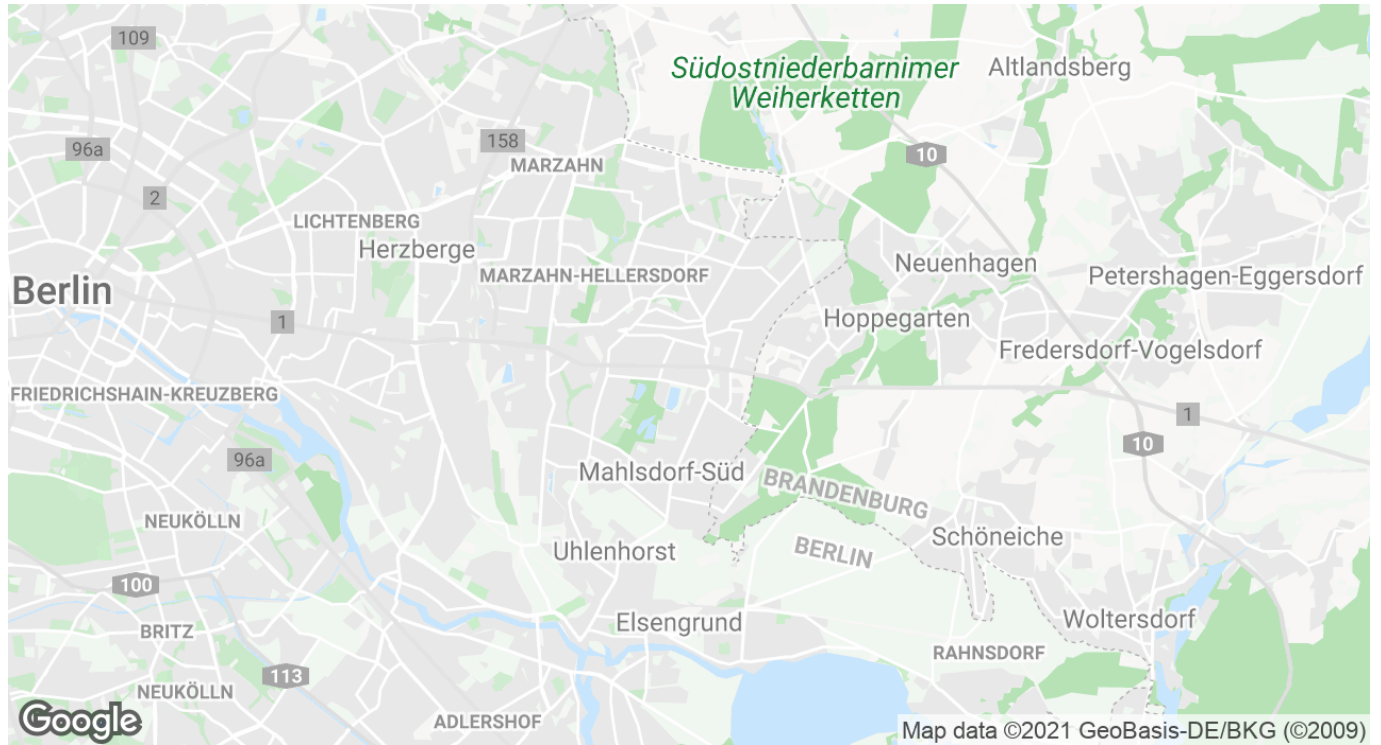 109
Südostniederbarnimer
Weiherketten
Altlandsberg
158
96a
MARZAHN
10
2
LICHTENBERG
Herzberge
MARZAHN-HELLERSDORF
Neuenhagen
Petershagen-Eggersdorf
Berlin
1
Hoppegarten
Fredersdorf-Vogelsdorf
FRIEDRICHSHAIN-KREUZBERG
1
10
96a
Mahlsdorf-Süd
BRANDENBURG
NEUKÖLLN
Schöneiche
Uhlenhorst
BERLIN
100
Elsengrund
Woltersdorf
BRITZ
RAHNSDORF
113
NEUKÖLLN
Google
ADLERSHOF
Map data ©2021 GeoBasis-DE/BKG (©2009)